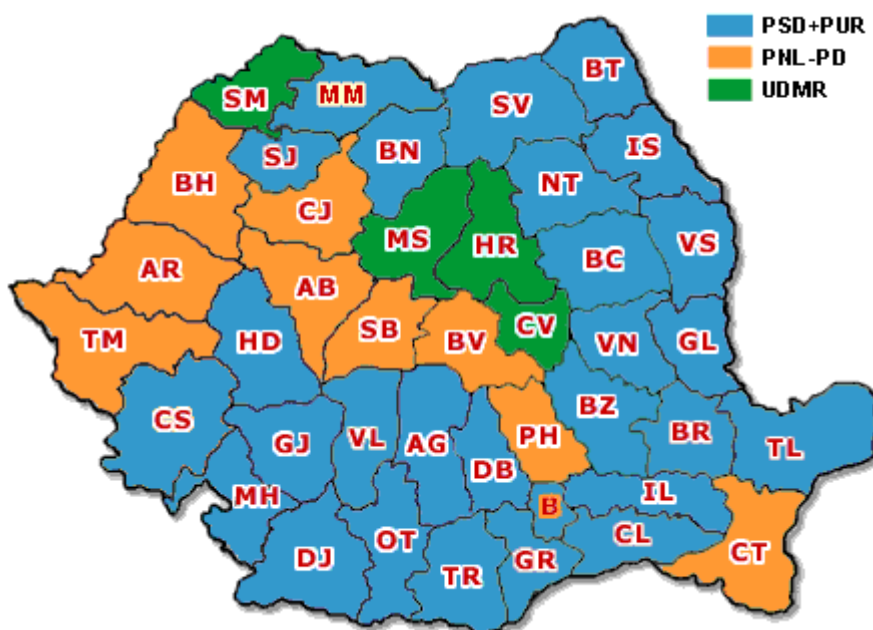 PSD+PUR
PNL-PD
UDMR
BT
SM
MM
SV
IS
SJ
BN
BH
NT
CJ
MS
HR
VS
BC
AR
AB
CV
SB
TM
HD
BV
VN
GL
BZ
CS
GJ
VL
AG
PH
BR
TL
DB
MH
IL
B
OT
CL
CT
DJ
TR
GR